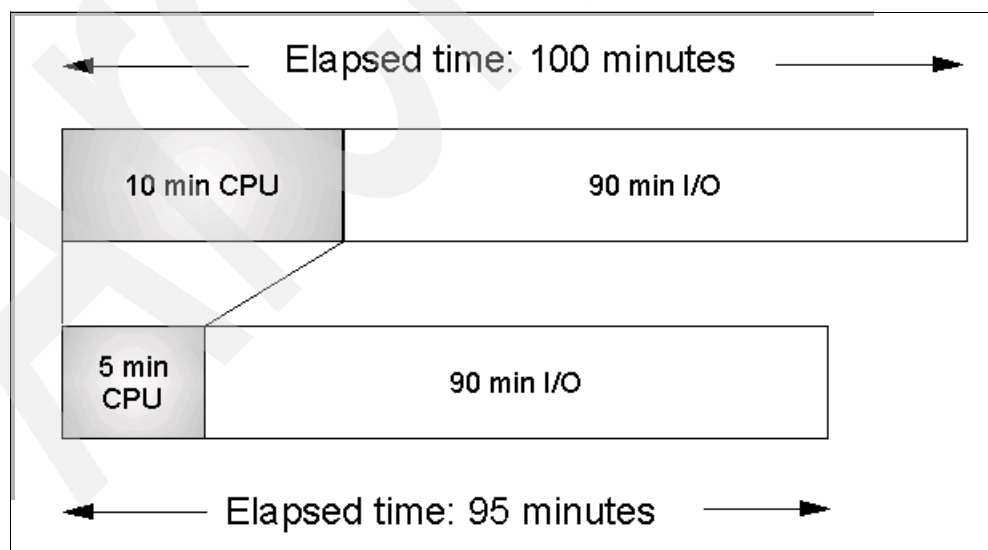 Elapsed time: 100 minutes
10 min CPU
90 min I/O
5 min
CPU
90 min I/O
Elapsed time: 95 minutes